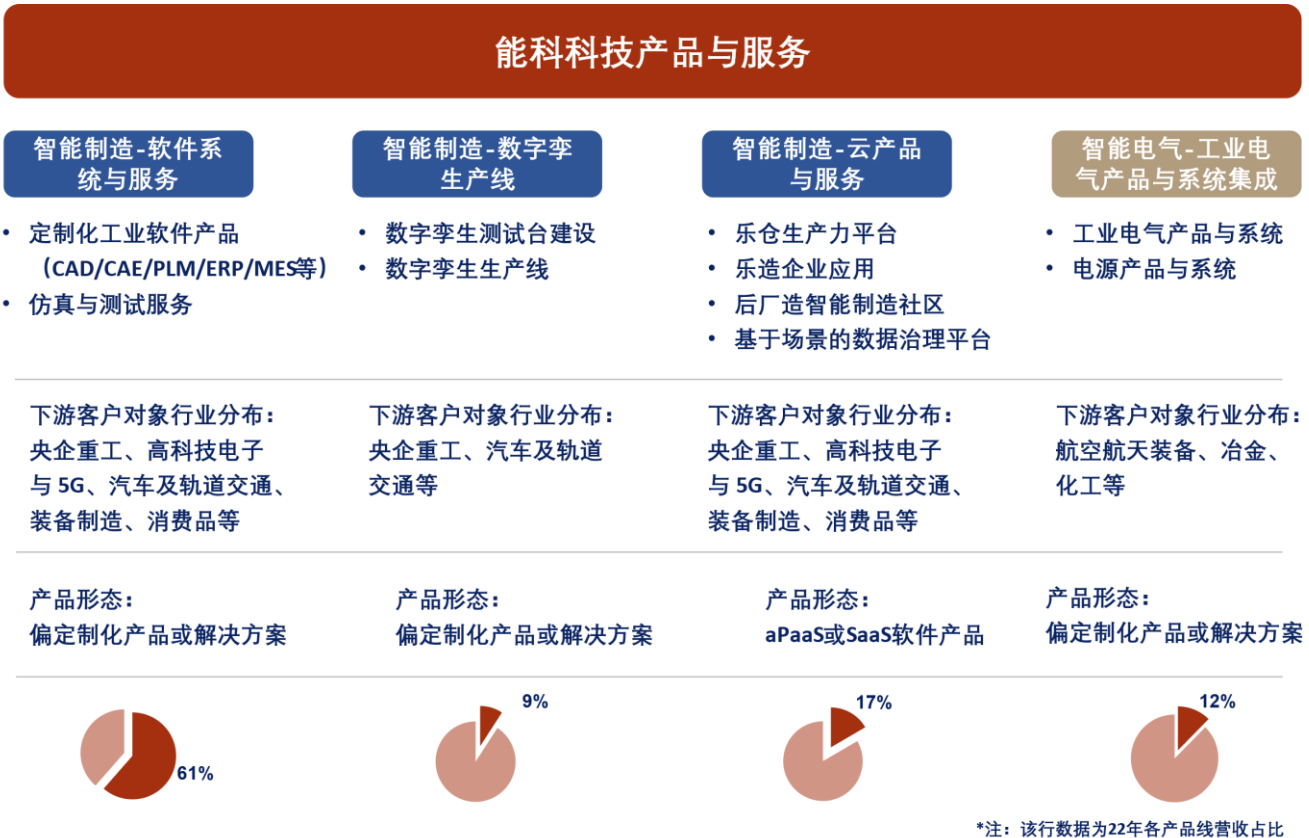 能科科技产品与服务
智能制造-软件系
统与服务
• 定制化工业软件产品
（CAD/CAE/PLM/ERP/MES等）
• 仿真与测试服务
智能制造-数字孪
生产线
• 数字孪生测试台建设
• 数字孪生生产线
智能制造-云产品
与服务
• 乐仓生产力平台
• 乐造企业应用
• 后厂造智能制造社区
• 基于场景的数据治理平台
智能电气-工业电
气产品与系统集成
• 工业电气产品与系统
• 电源产品与系统
下游客户对象行业分布：
央企重工、高科技电子
与 5G、汽车及轨道交通、
装备制造、消费品等
下游客户对象行业分布：
央企重工、汽车及轨道
交通等
下游客户对象行业分布：
央企重工、高科技电子
与 5G、汽车及轨道交通、
装备制造、消费品等
下游客户对象行业分布：
航空航天装备、冶金、
化工等
产品形态：
偏定制化产品或解决方案
产品形态：
偏定制化产品或解决方案
产品形态：
aPaaS或SaaS软件产品
产品形态：
偏定制化产品或解决方案
61%
9%
17%
12%
*注：该行数据为22年各产品线营收占比